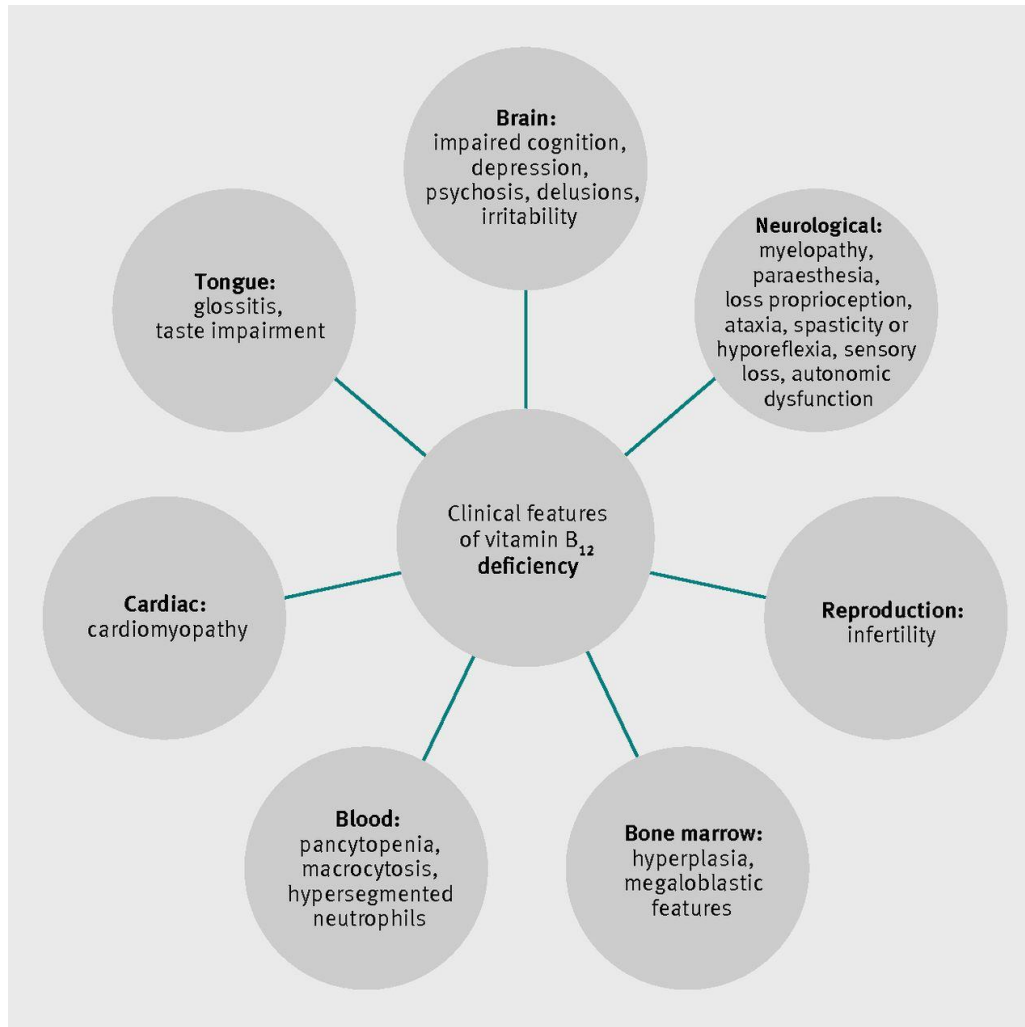 Brain:
impaired cognition,
depression,
psychosis, delusions,
irritability
Neurological:
myelopathy,
paraesthesia,
loss proprioception,
ataxia, spasticity or
hyporeflexia, sensory
loss, autonomic
dysfunction
Tongue:
glossitis,
taste impairment
Clinical features
of vitamin B₁₂
deficiency
Cardiac:
cardiomyopathy
Reproduction:
infertility
Blood:
pancytopenia,
macrocytosis,
hypersegmented
neutrophils
Bone marrow:
hyperplasia,
megaloblastic
features